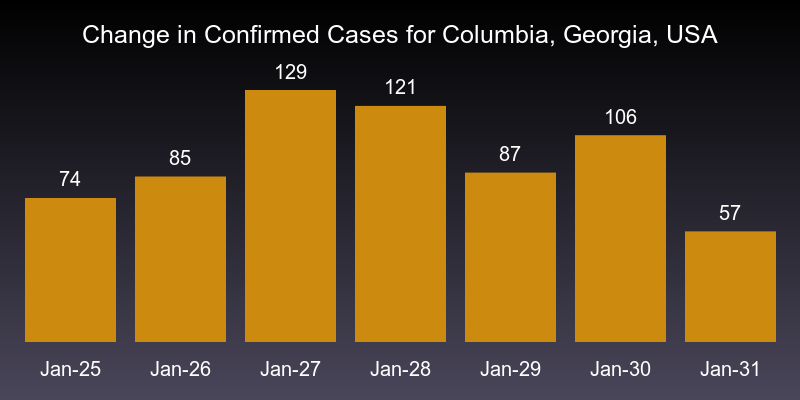 Change in Confirmed Cases for Columbia, Georgia, USA
74
85
129
121
87
106
57
Jan-25
Jan-26
Jan-27
Jan-28
Jan-29
Jan-30
Jan-31